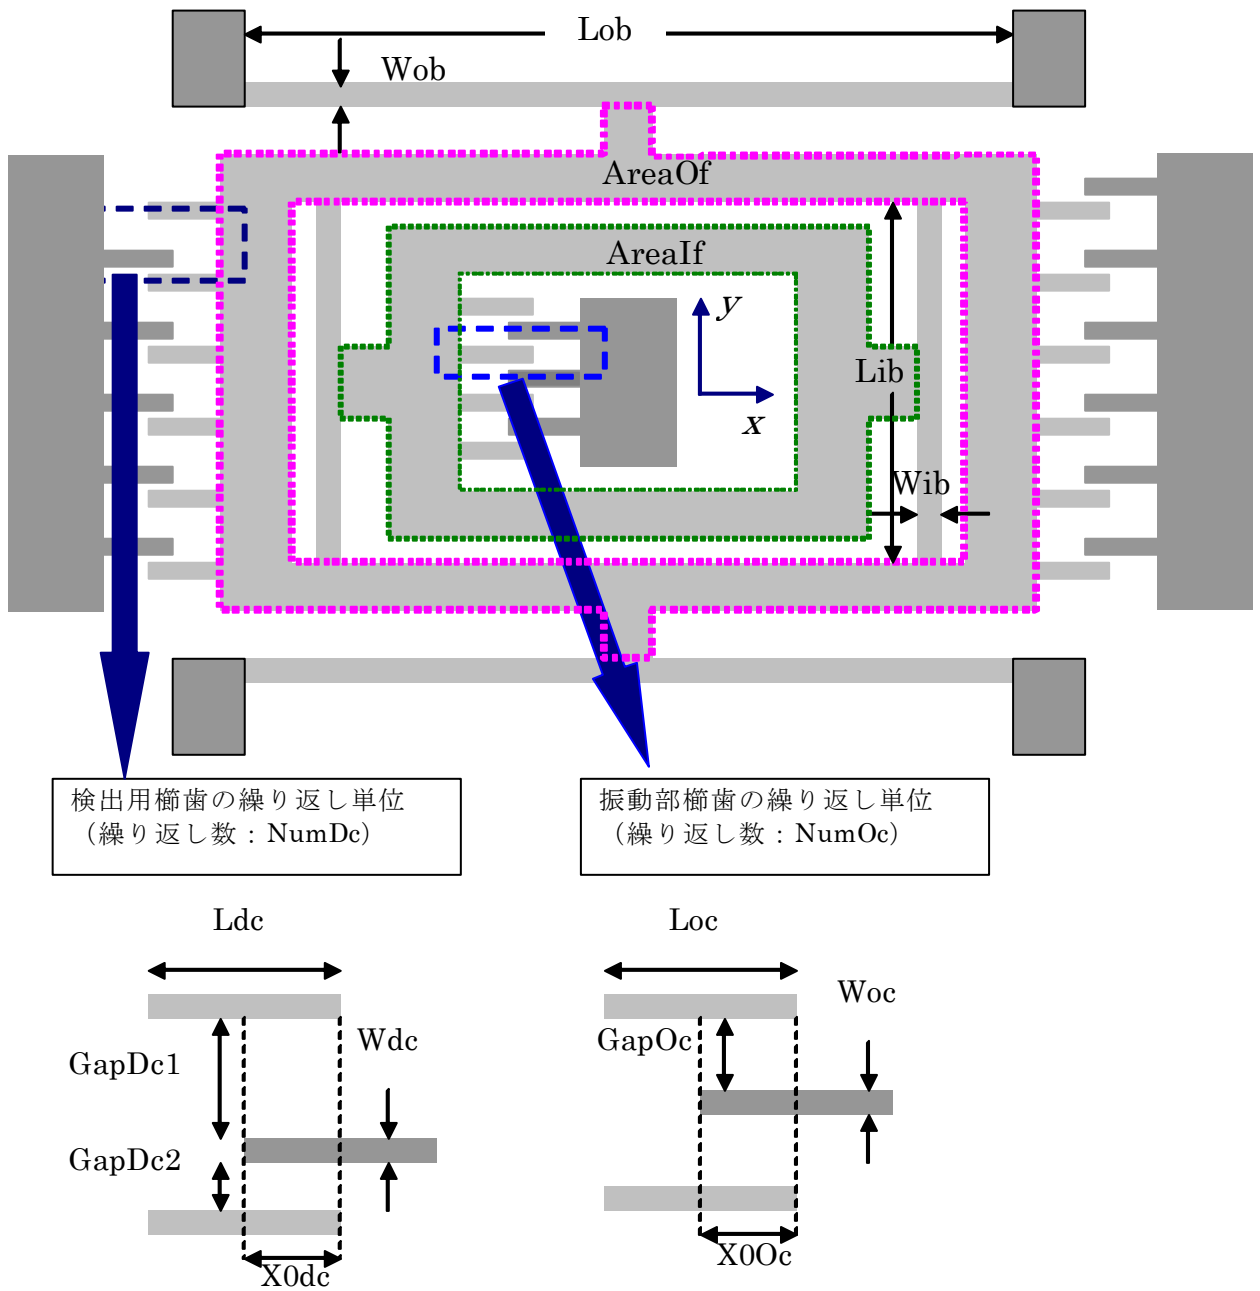 Lob
Wob
AreaOf
AreaIf
y
x
Lib
Wib
検出用櫛歯の繰り返し単位
（繰り返し数：NumDc）
振動部櫛歯の繰り返し単位
（繰り返し数：NumOc）
Ldc
GapDc1
Wdc
GapDc2
X0dc
Loc
Woc
GapOc
X0Oc